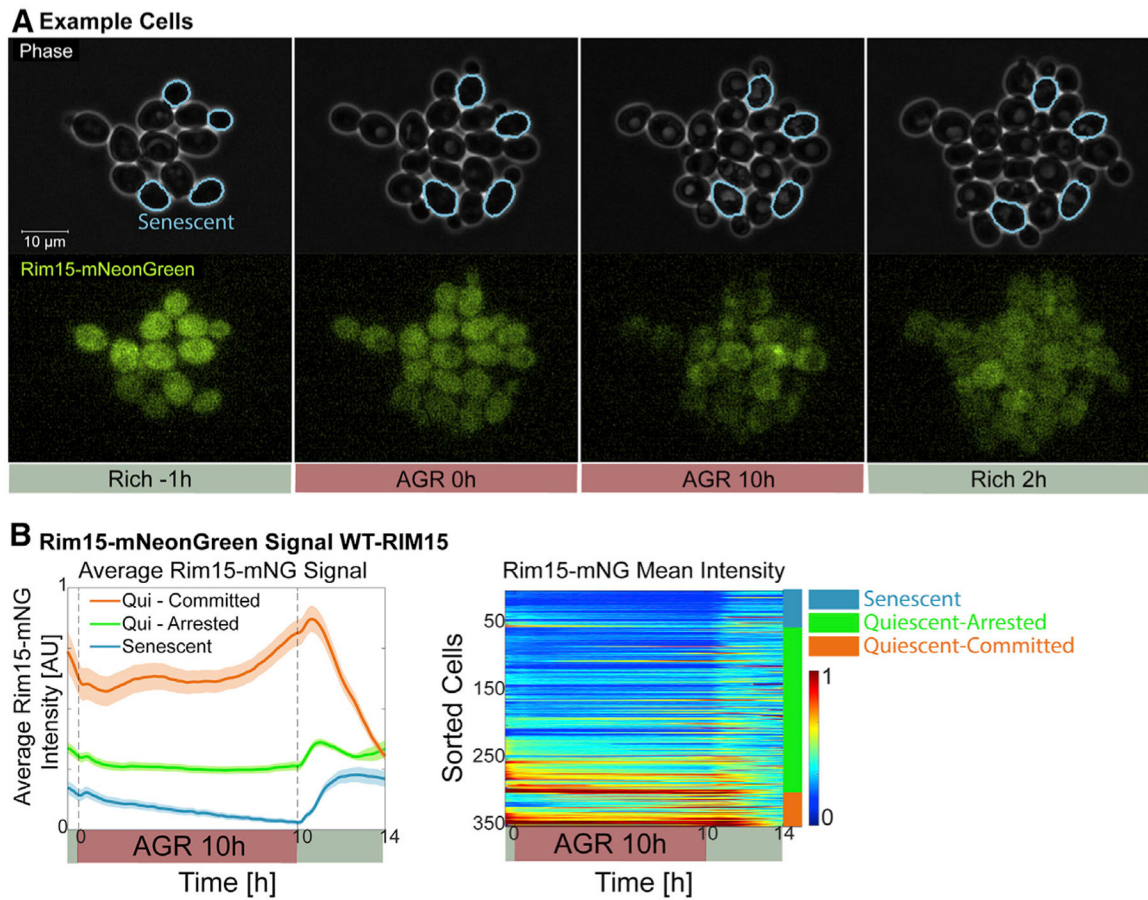 A Example Cells
Phase
Senescent
10 µm
Rim15-mNeonGreen
Rich -1h
AGR 0h
AGR 10h
Rich 2h
B Rim15-mNeonGreen Signal WT-RIM15
Average Rim15-mNG Signal
Average Rim15-mNG
Intensity [AU]
1
0
Qui - Committed
Qui - Arrested
Senescent
0
10
14
AGR 10h
Time [h]
Rim15-mNG Mean Intensity
Sorted Cells
50
150
250
350
0
10
14
AGR 10h
Time [h]
Senescent
Quiescent-Arrested
Quiescent-Committed
1
0